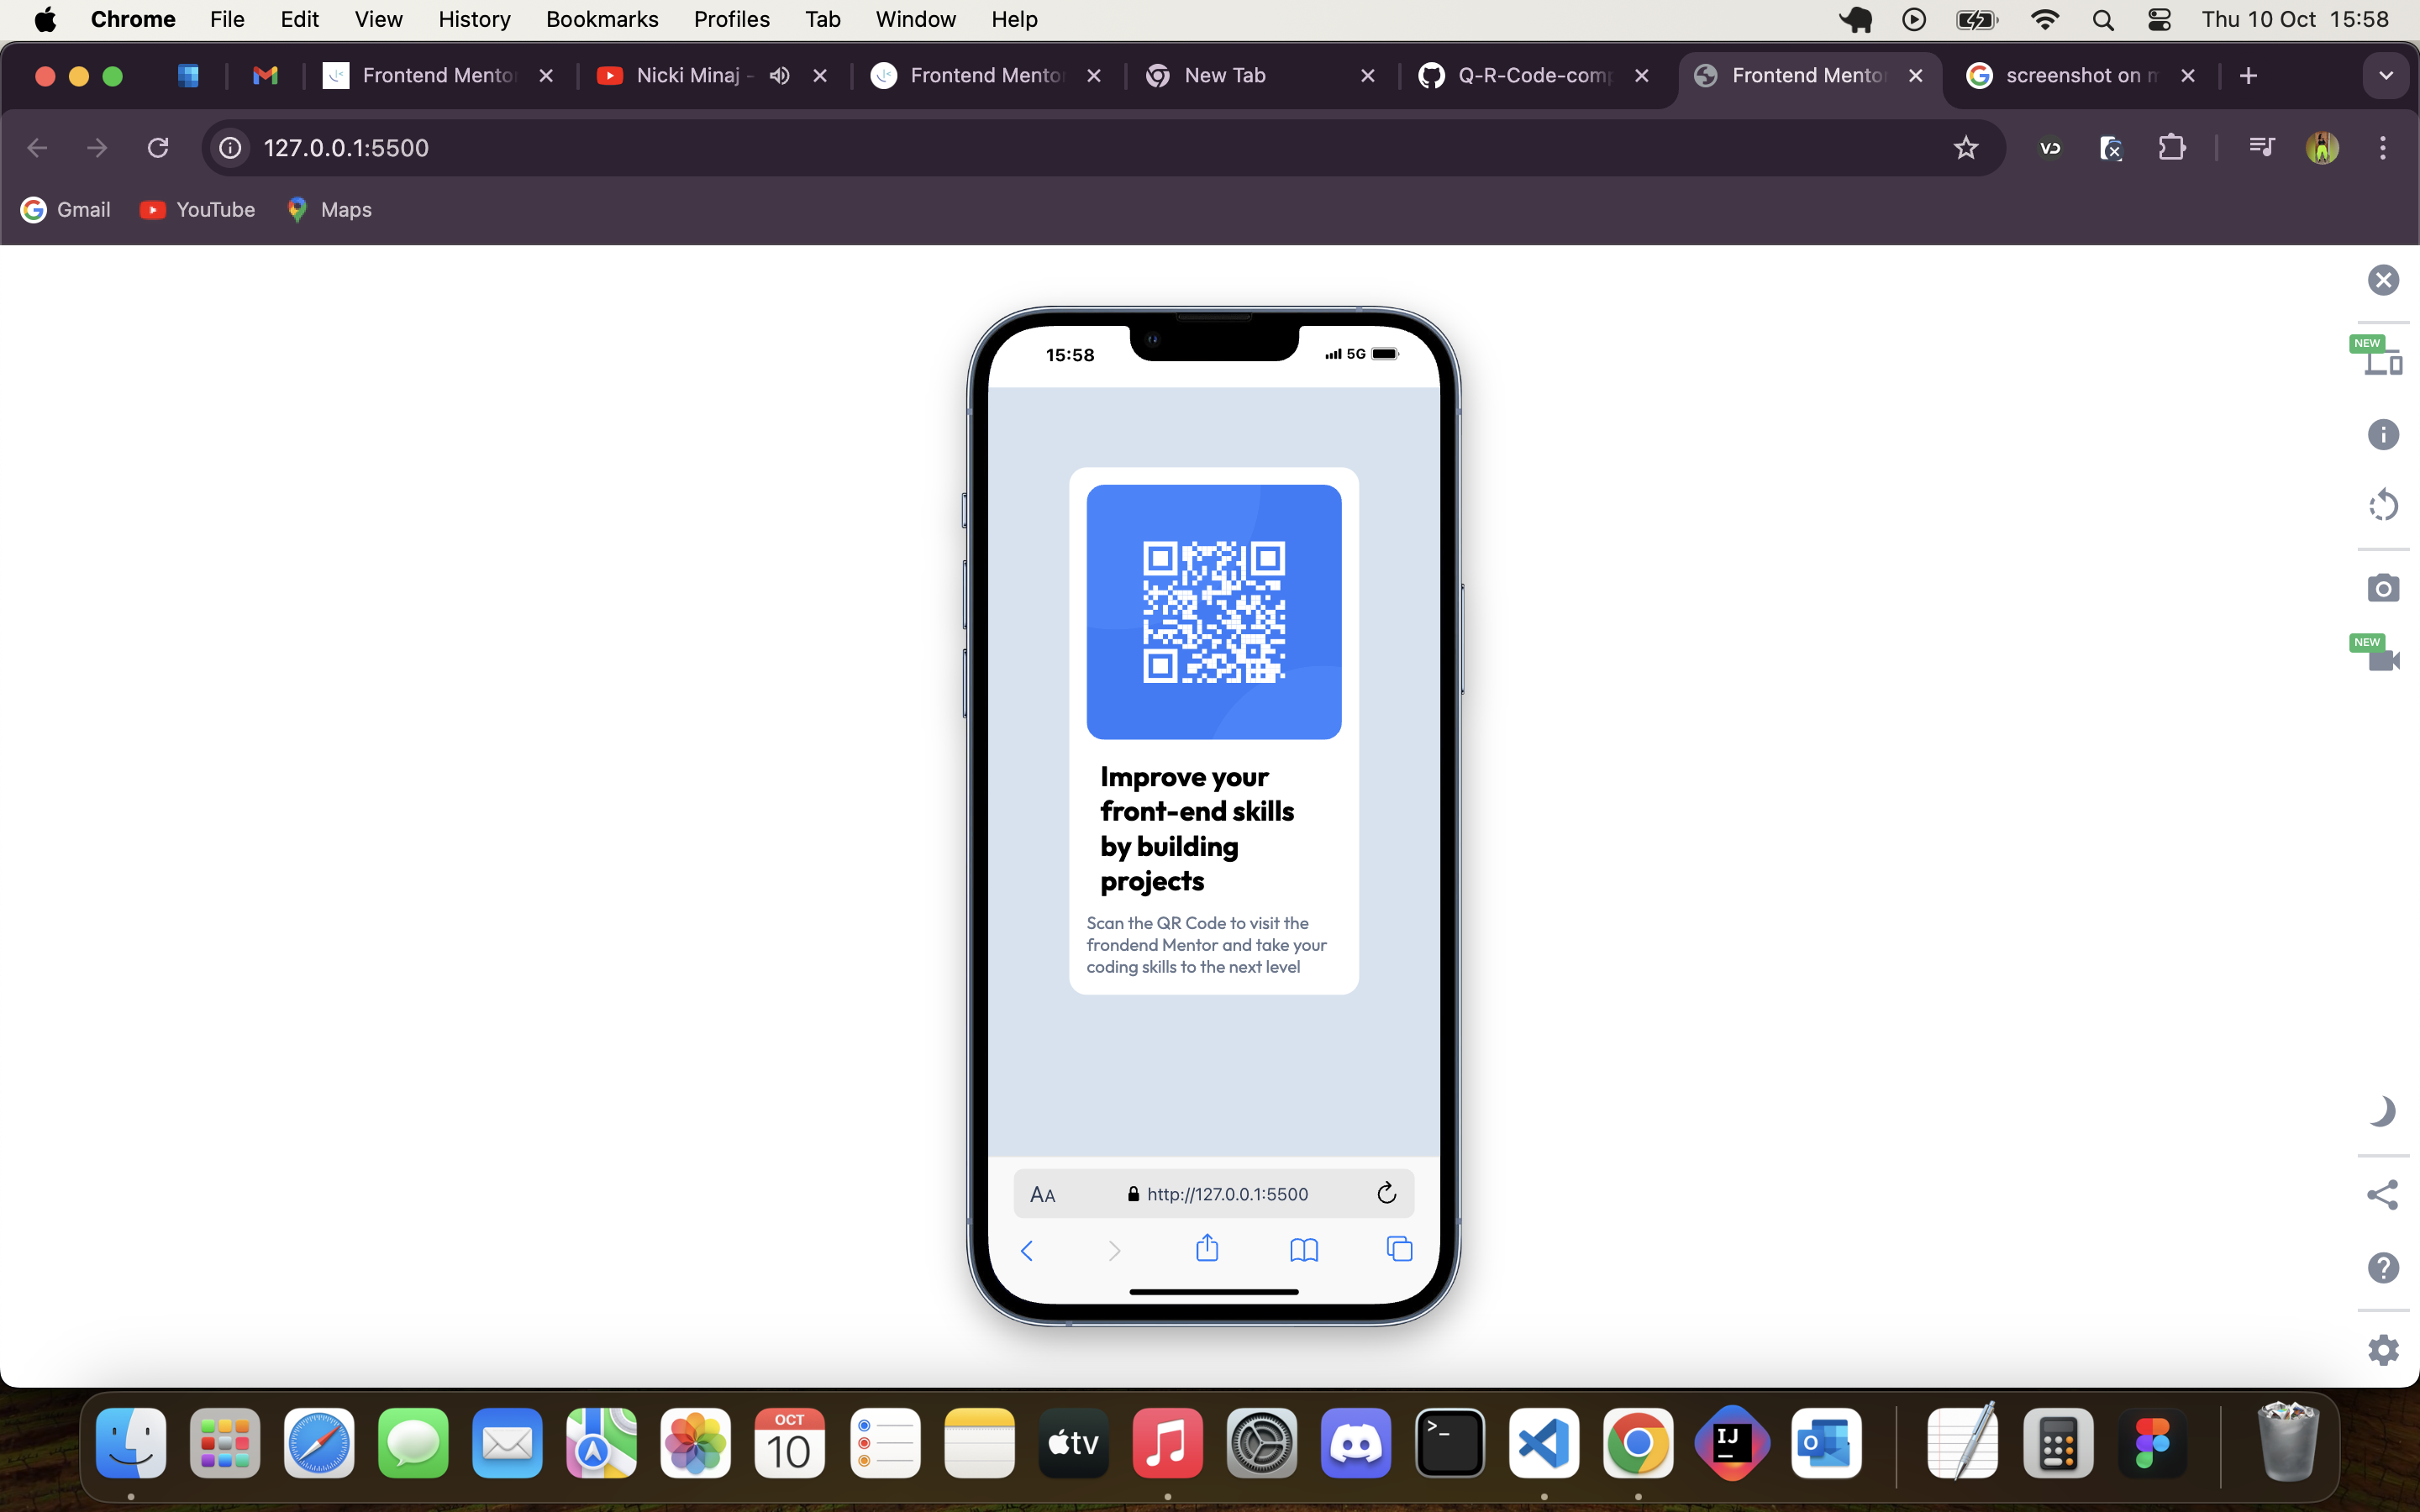 Chrome File Edit View History Bookmarks Profiles Tab Window Help Thu 10 Oct 15:58
Frontend Mento Nicki Minaj - Frontend Mento New Tab Q-R-Code-comp Frontend Mento screenshot on m
127.0.0.1:5500
Gmail YouTube Maps
NEW
15:58 5G
NEW
Improve your
front-end skills
by building
projects
Scan the QR Code to visit the
frondend Mentor and take your
coding skills to the next level
AA http://127.0.0.1:5500
OCT
10
tv
IJ